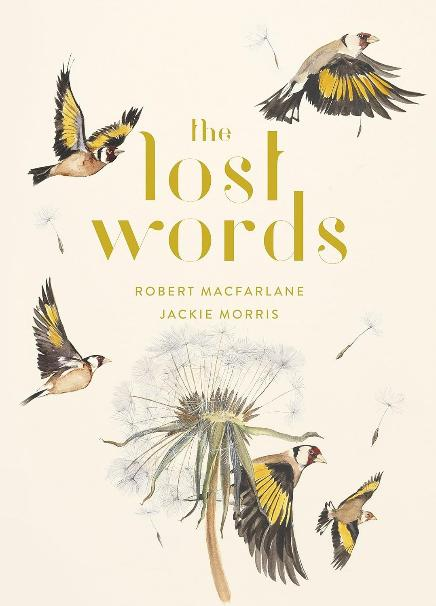 the
lost
words
ROBERT MACFARLANE
JACKIE MORRIS